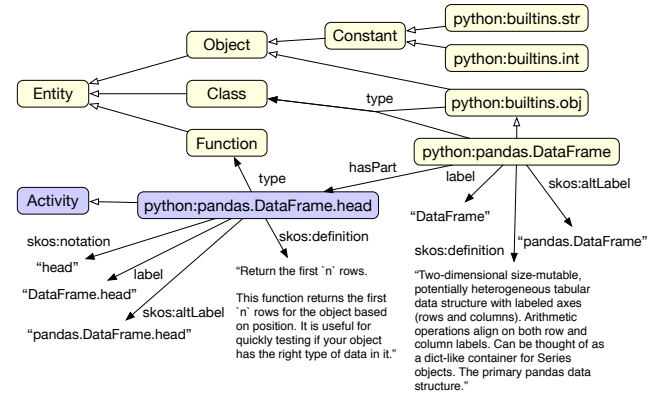 python:builtins.str
Constant
Object
python:builtins.int
Entity
Class
type
python:builtins.obj
Function
python:pandas.DataFrame
hasPart
label
type
skos:altLabel
Activity
python:pandas.DataFrame.head
“DataFrame”
skos:notation
skos:definition
“pandas.DataFrame”
skos:definition
“head”
label
“DataFrame.head”
skos:altLabel
“pandas.DataFrame.head”
“Return the first `n` rows.
This function returns the first
`n` rows for the object based
on position. It is useful for
quickly testing if your object
has the right type of data in it.”
“Two-dimensional size-mutable,
potentially heterogeneous tabular
data structure with labeled axes
(rows and columns). Arithmetic
operations align on both row and
column labels. Can be thought of as
a dict-like container for Series
objects. The primary pandas data
structure.”